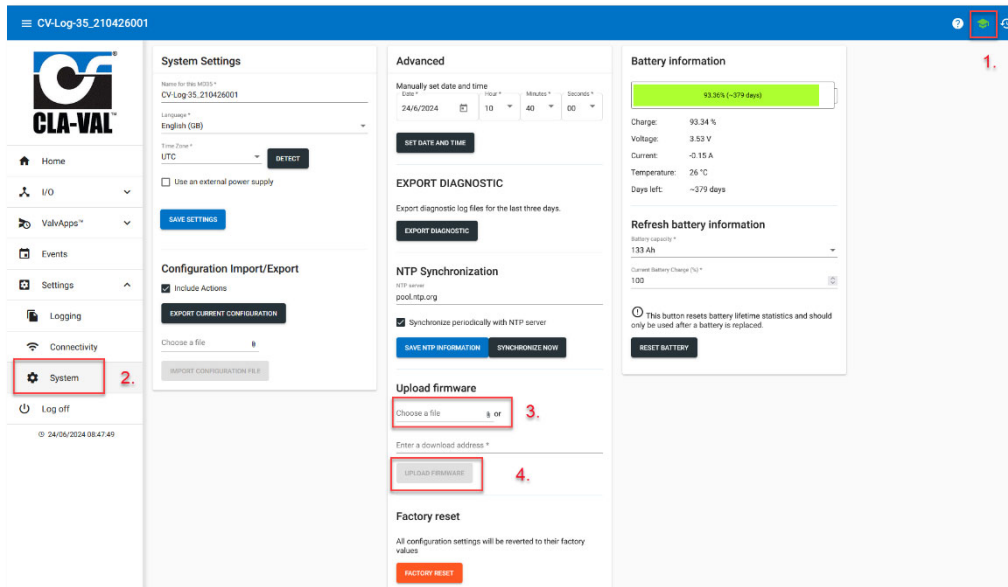 CV-Log-35_210426001
1.
CLA-VAL
Home
I/O
ValvApps™
Events
Settings
Logging
Connectivity
System
2.
Log off
24/06/2024 08:47:49
System Settings
Name for this MODS *
CV-Log-35_210426001
Language *
English (GB)
Time Zone *
UTC
DETECT
Use an external power supply
SAVE SETTINGS
Configuration Import/Export
Include Actions
EXPORT CURRENT CONFIGURATION
Choose a file
IMPORT CONFIGURATION FILE
Advanced
Manually set date and time
Date * Hour * Minutes * Seconds *
24/6/2024 10 40 00
SET DATE AND TIME
EXPORT DIAGNOSTIC
Export diagnostic log files for the last three days.
EXPORT DIAGNOSTIC
NTP Synchronization
NTP server
pool.ntp.org
Synchronize periodically with NTP server
SAVE NTP INFORMATION SYNCHRONIZE NOW
Upload firmware
Choose a file or
3.
Enter a download address *
UPLOAD FIRMWARE
4.
Factory reset
All configuration settings will be reverted to their factory
values
FACTORY RESET
Battery information
93.36% (~379 days)
Charge: 93.34 %
Voltage: 3.53 V
Current: -0.15 A
Temperature: 26 °C
Days left: ~379 days
Refresh battery information
Battery capacity *
133 Ah
Current Battery Charge (%) *
100
This button resets battery lifetime statistics and should
only be used after a battery is replaced.
RESET BATTERY